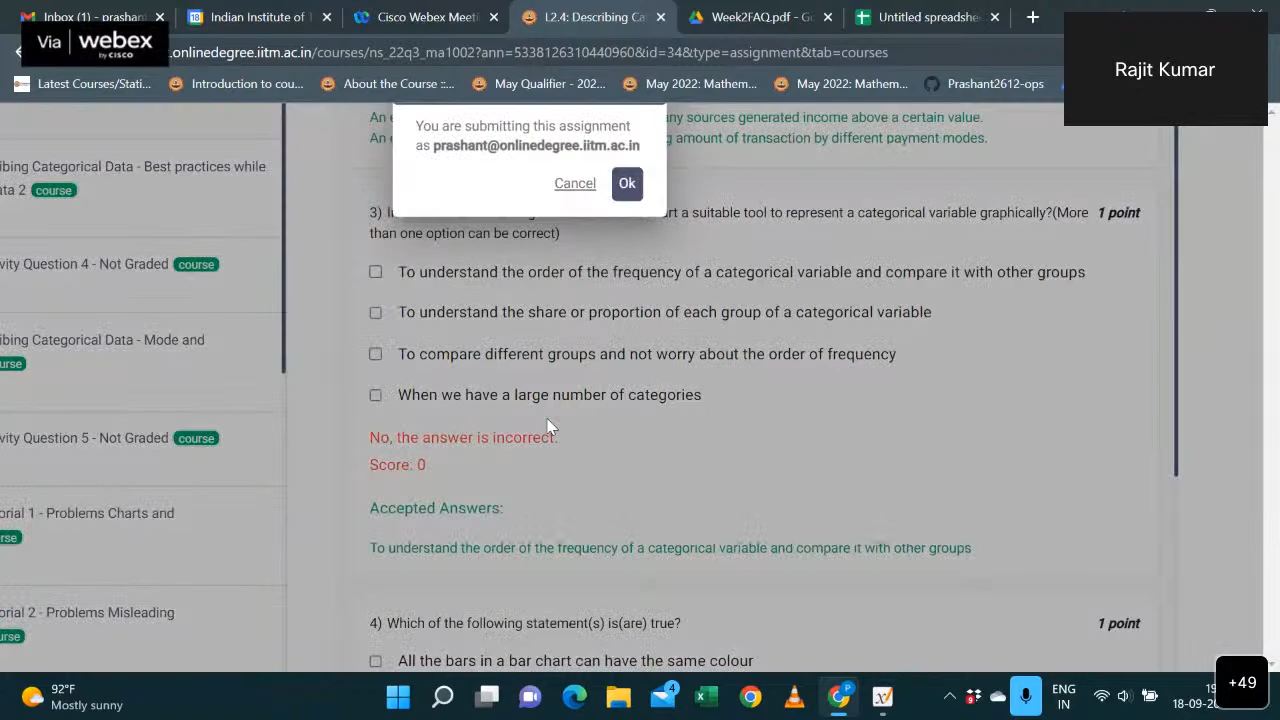 Inbox (1) - prashan
Indian Institute of T
Cisco Webex Meeti
L2.4: Describing Ca
Week2FAQ.pdf - G
Untitled spreadshe
Via | webex
by CISCO
.onlinedegree.iitm.ac.in/courses/ns_22q3_ma1002?ann=5338126310440960&id=34&type=assignment&tab=courses
Rajit Kumar
Latest Courses/Stati...
Introduction to cou...
About the Course ::...
May Qualifier - 202...
May 2022: Mathem...
May 2022: Mathem...
Prashant2612-ops
any sources generated income above a certain value.
g amount of transaction by different payment modes.
You are submitting this assignment
as prashant@onlinedegree.iitm.ac.in
Cancel
Ok
ibing Categorical Data - Best practices while
ata 2 course
vity Question 4 - Not Graded course
ibing Categorical Data - Mode and
urse
vity Question 5 - Not Graded course
orial 1 - Problems Charts and
rse
orial 2 - Problems Misleading
urse
3)
art a suitable tool to represent a categorical variable graphically?(More
1 point
than one option can be correct)
To understand the order of the frequency of a categorical variable and compare it with other groups
To understand the share or proportion of each group of a categorical variable
To compare different groups and not worry about the order of frequency
When we have a large number of categories
No, the answer is incorrect.
Score: 0
Accepted Answers:
To understand the order of the frequency of a categorical variable and compare it with other groups
4) Which of the following statement(s) is(are) true?
1 point
All the bars in a bar chart can have the same colour
92°F
Mostly sunny
4
P
ENG
IN
18-09-20
+49